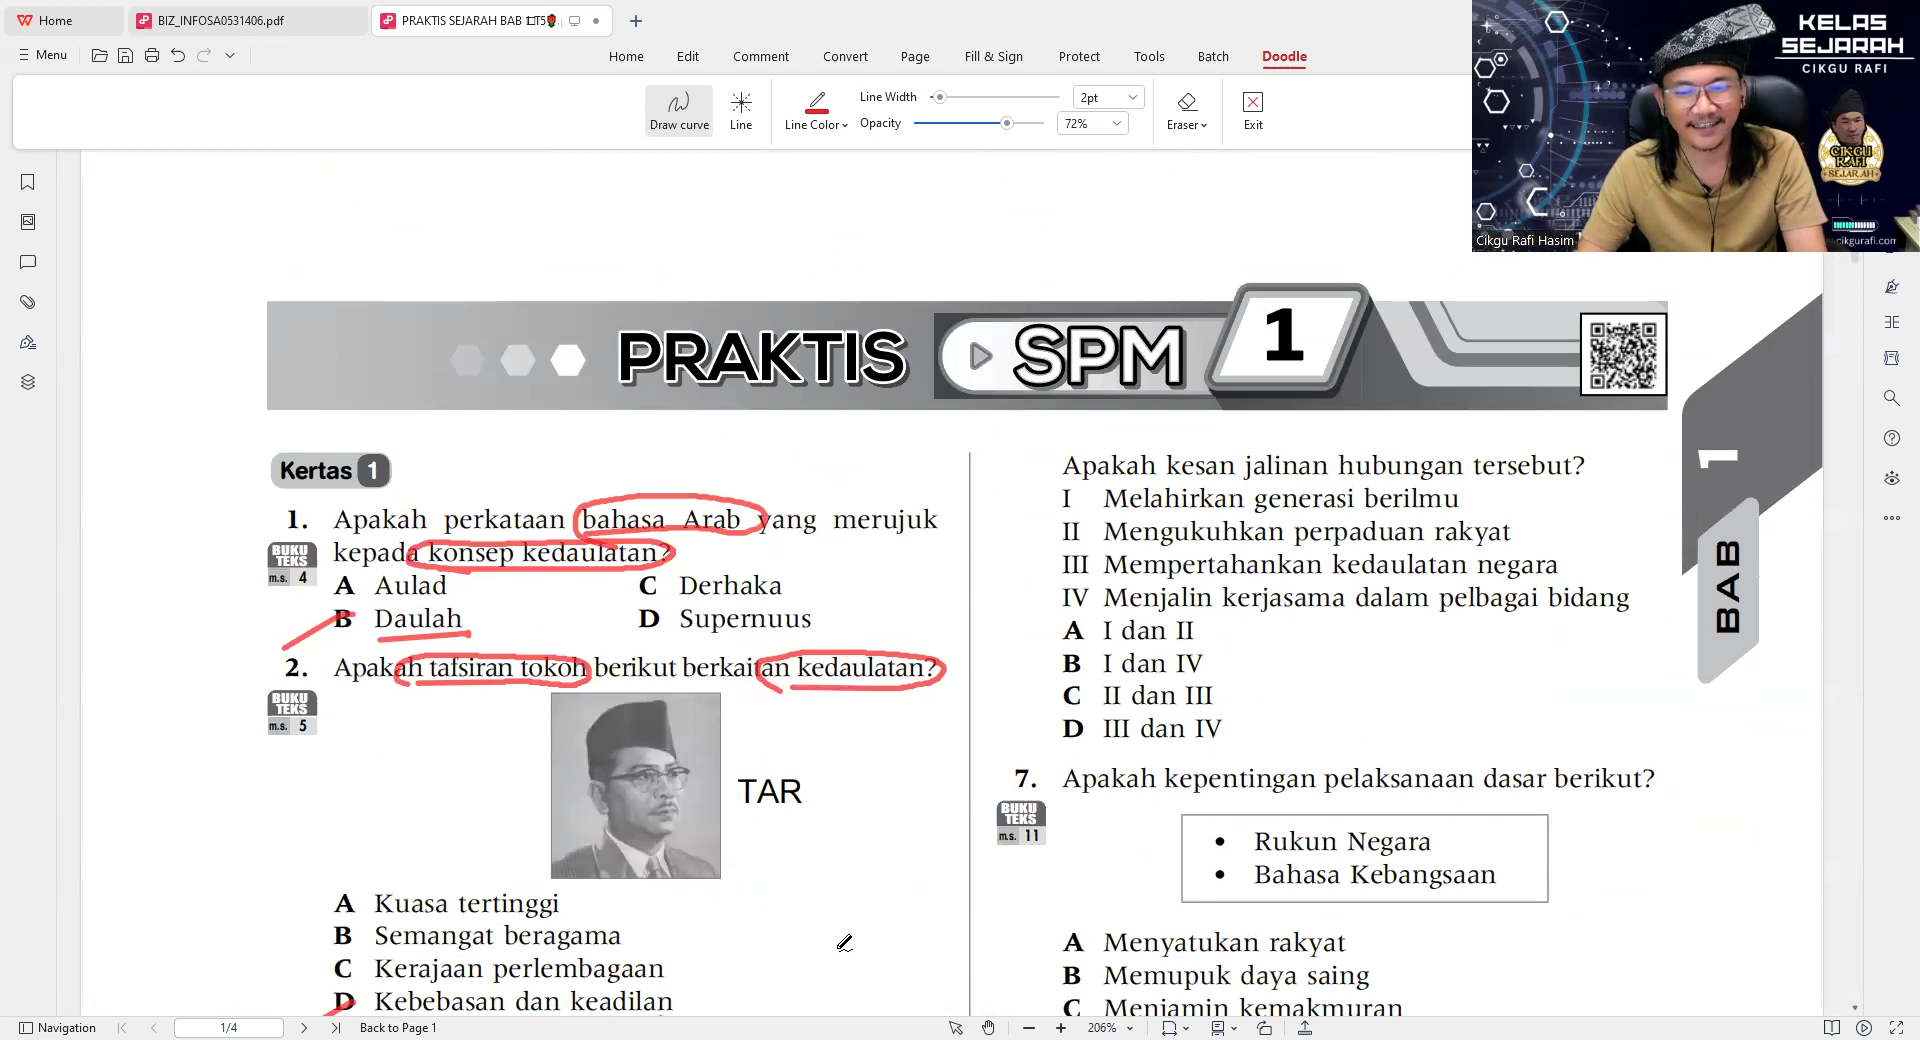 Home
BIZ_INFOSA0531406.pdf
PRAKTIS SEJARAH BAB 1 T5
Menu
Home Edit Comment Convert Page Fill & Sign Protect Tools Batch Doodle
Draw curve
Line
Line Color
Line Width
2pt
Opacity
72%
Eraser
Exit
KELAS
SEJARAH
CIKGU RAFI
CIKGU
RAFI
SEJARAH
cikgurafi.com
Cikgu Rafi Hasim
PRAKTIS SPM 1
Kertas 1
1. Apakah perkataan bahasa Arab yang merujuk
kepada konsep kedaulatan?
BUKU
TEKS
m.s. 4
A Aulad
B Daulah
C Derhaka
D Supernuus
2. Apakah tafsiran tokoh berikut berkaitan kedaulatan?
BUKU
TEKS
m.s. 5
TAR
A Kuasa tertinggi
B Semangat beragama
C Kerajaan perlembagaan
D Kebebasan dan keadilan
Apakah kesan jalinan hubungan tersebut?
I Melahirkan generasi berilmu
II Mengukuhkan perpaduan rakyat
III Mempertahankan kedaulatan negara
IV Menjalin kerjasama dalam pelbagai bidang
A I dan II
B I dan IV
C II dan III
D III dan IV
7. Apakah kepentingan pelaksanaan dasar berikut?
BUKU
TEKS
m.s. 11
• Rukun Negara
• Bahasa Kebangsaan
A Menyatukan rakyat
B Memupuk daya saing
C Menjamin kemakmuran
BAB 1
Navigation
1/4
Back to Page 1
206%